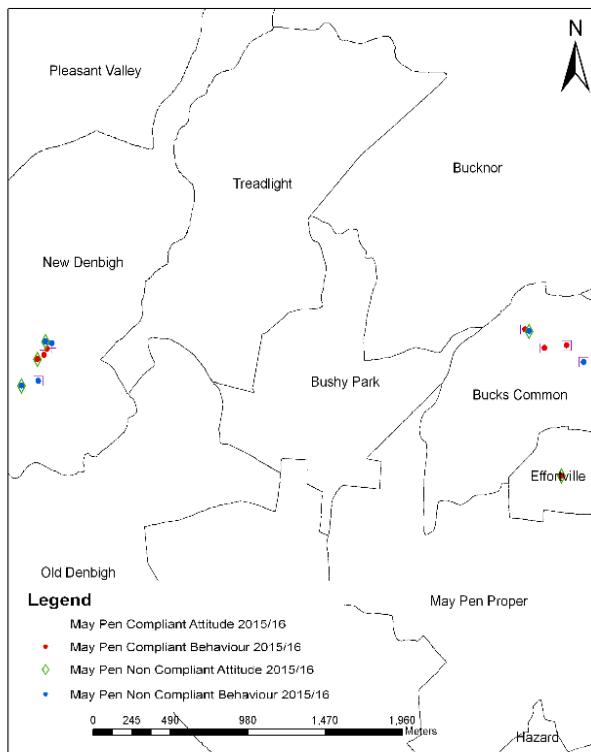 N
Pleasant Valley
Treadlight
Bucknor
New Denbigh
Bushy Park
Bucks Common
Effortville
Old Denbigh
May Pen Proper
Legend
May Pen Compliant Attitude 2015/16
May Pen Compliant Behaviour 2015/16
May Pen Non Compliant Attitude 2015/16
May Pen Non Compliant Behaviour 2015/16
0 245 490 980 1,470 1,960
Meters
Hazard